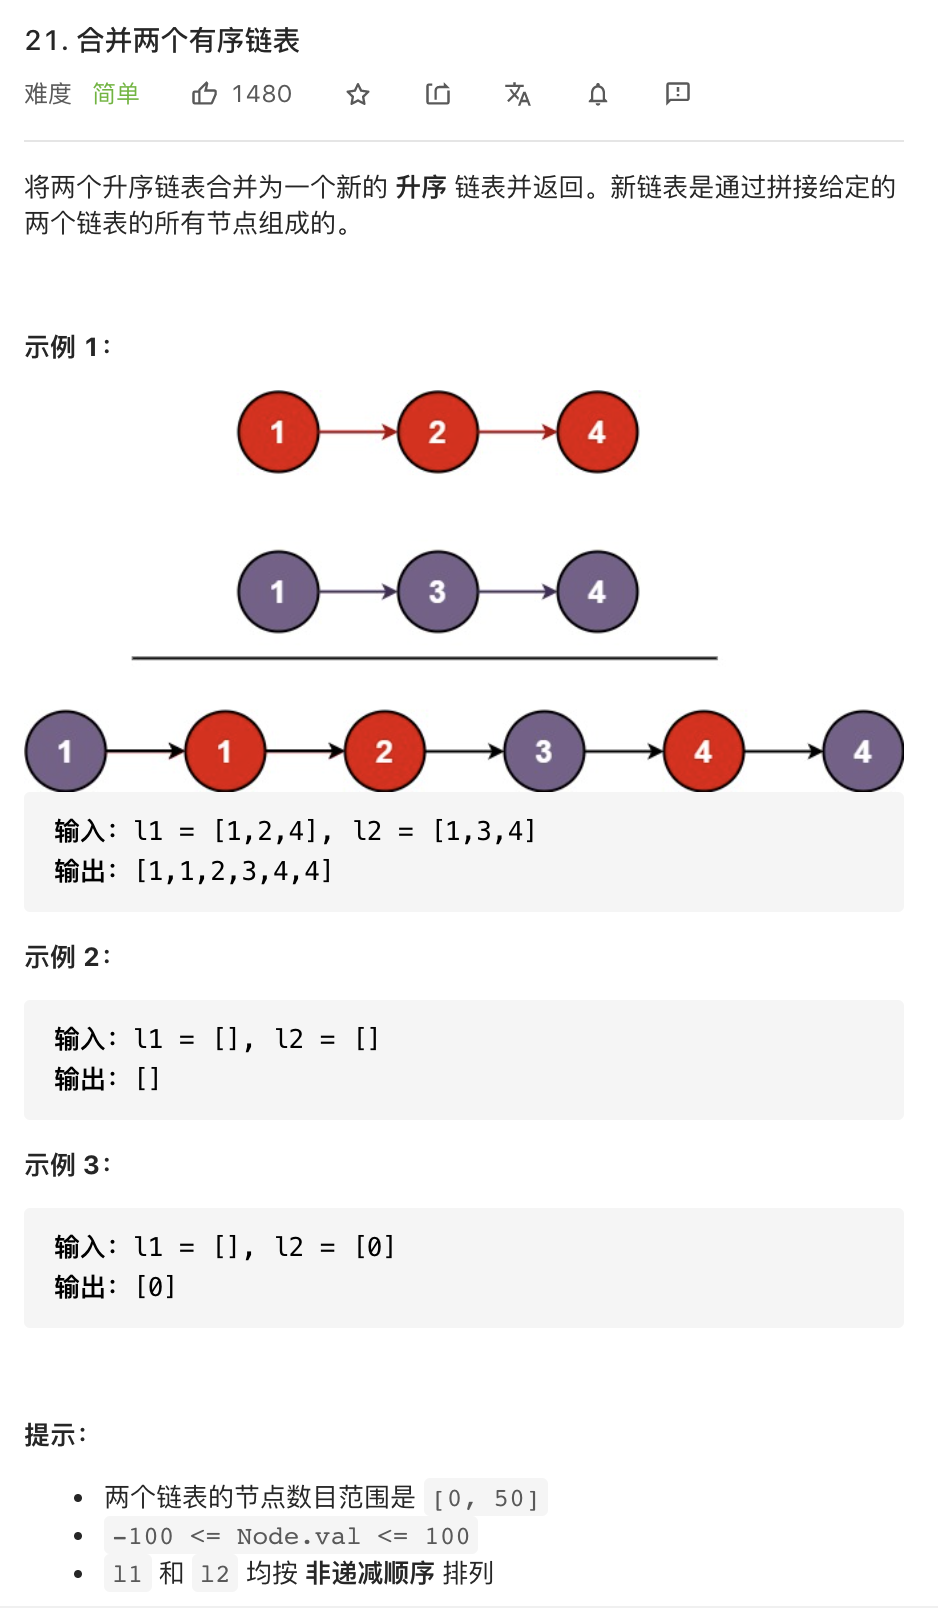 21. 合并两个有序链表
难度 简单 1480
将两个升序链表合并为一个新的 升序 链表并返回。新链表是通过拼接给定的
两个链表的所有节点组成的。
示例 1：
1 2 4
1 3 4
1 1 2 3 4 4
输入：l1 = [1,2,4], l2 = [1,3,4]
输出：[1,1,2,3,4,4]
示例 2：
输入：l1 = [], l2 = []
输出：[]
示例 3：
输入：l1 = [], l2 = [0]
输出：[0]
提示：
• 两个链表的节点数目范围是 [0, 50]
• -100 <= Node.val <= 100
• l1 和 l2 均按 非递减顺序 排列